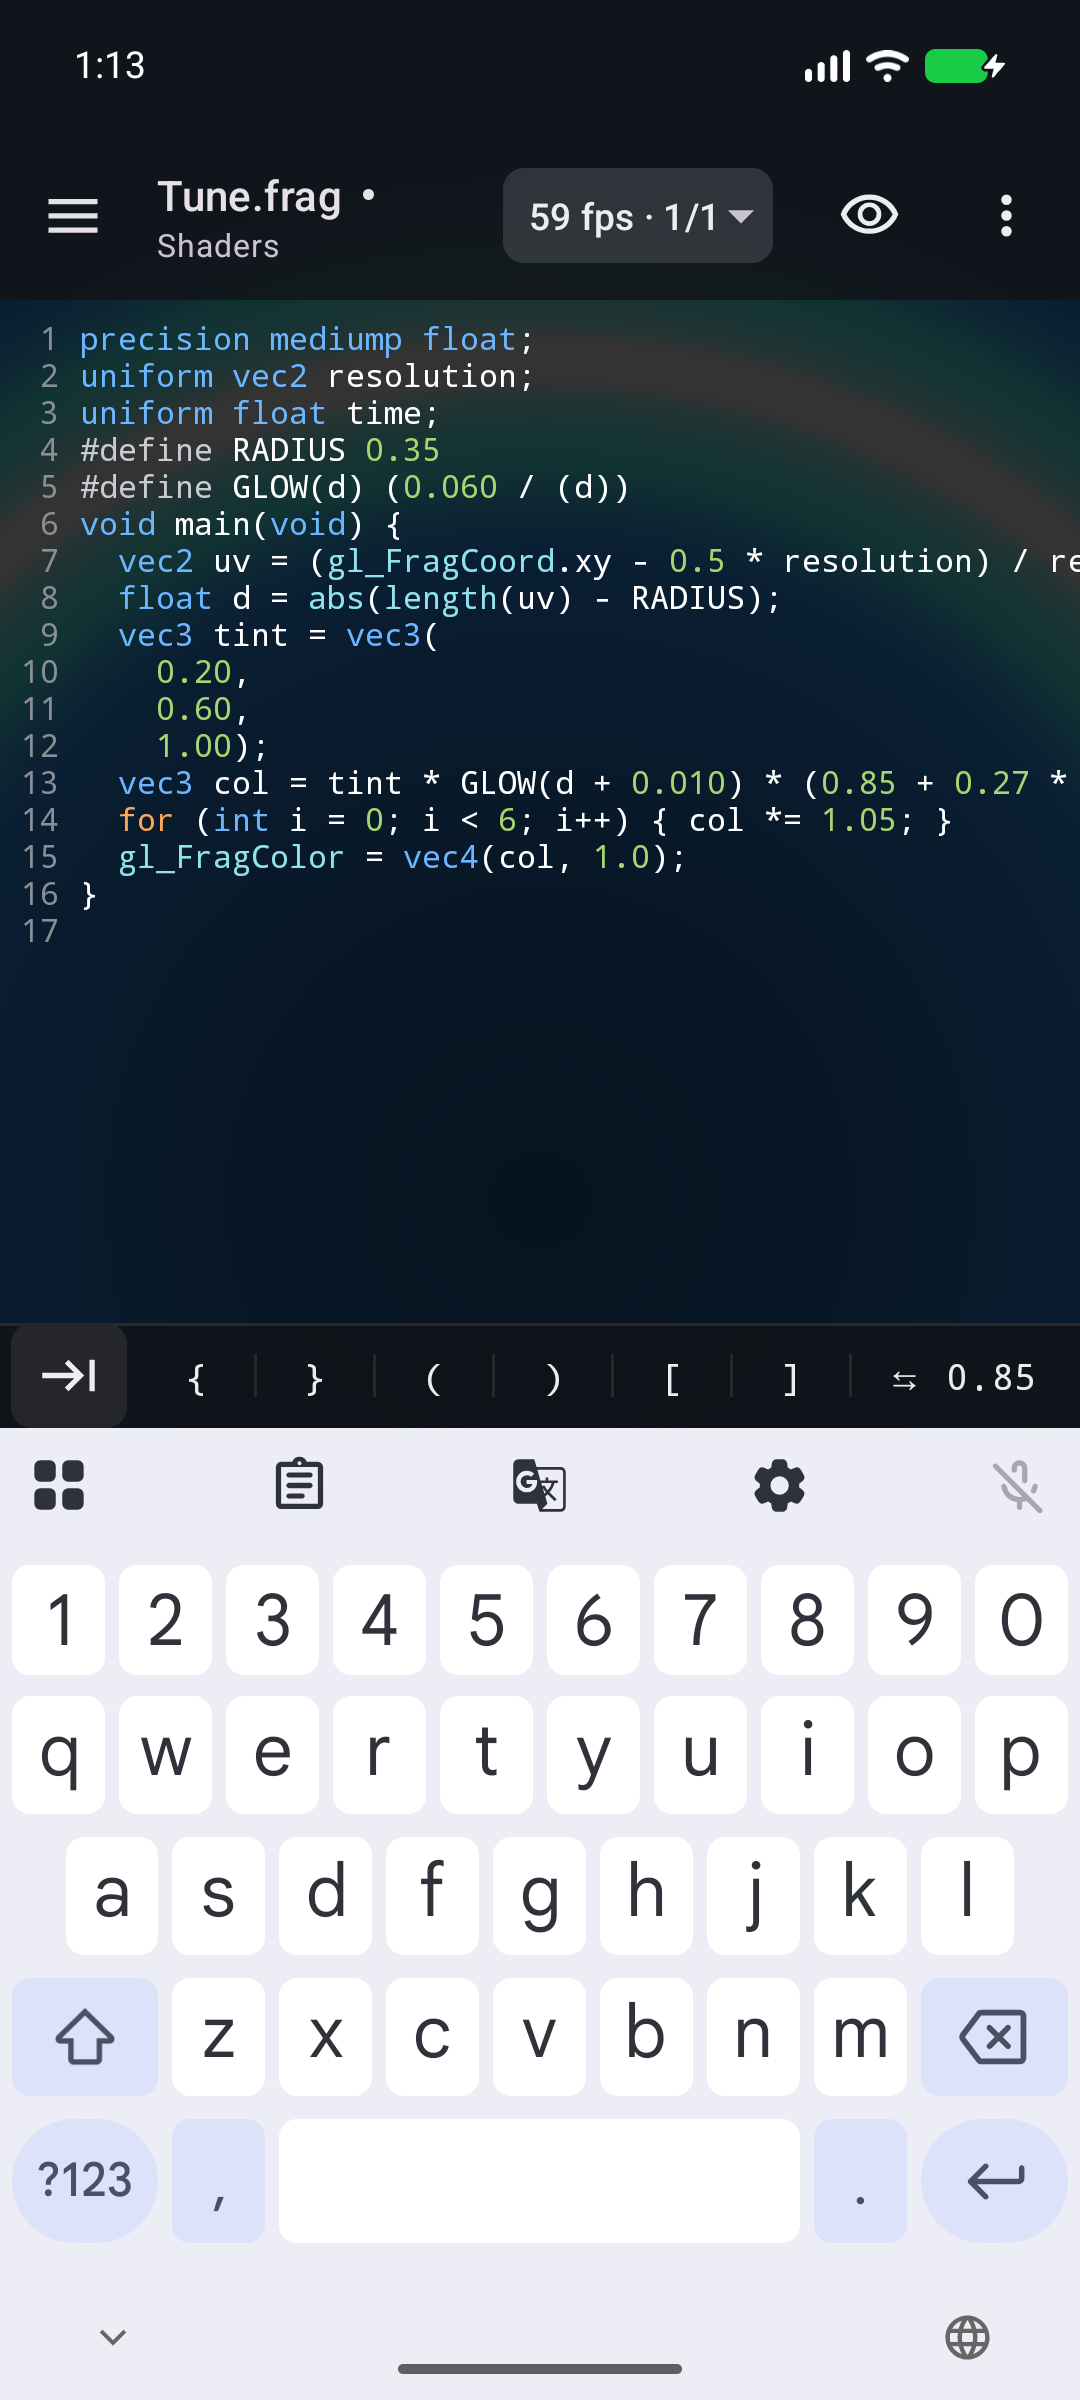 1:13
Tune.frag •
59 fps · 1/1
Shaders
1 precision mediump float;
2 uniform vec2 resolution;
3 uniform float time;
4 #define RADIUS 0.35
5 #define GLOW(d) (0.060 / (d))
6 void main(void) {
7   vec2 uv = (gl_FragCoord.xy - 0.5 * resolution) / re
8   float d = abs(length(uv) - RADIUS);
9   vec3 tint = vec3(
10     0.20,
11     0.60,
12     1.00);
13   vec3 col = tint * GLOW(d + 0.010) * (0.85 + 0.27 *
14   for (int i = 0; i < 6; i++) { col *= 1.05; }
15   gl_FragColor = vec4(col, 1.0);
16 }
17
{ } ( ) [ ] ⇆ 0.85
1 2 3 4 5 6 7 8 9 0
q w e r t y u i o p
a s d f g h j k l
z x c v b n m
?123 , .